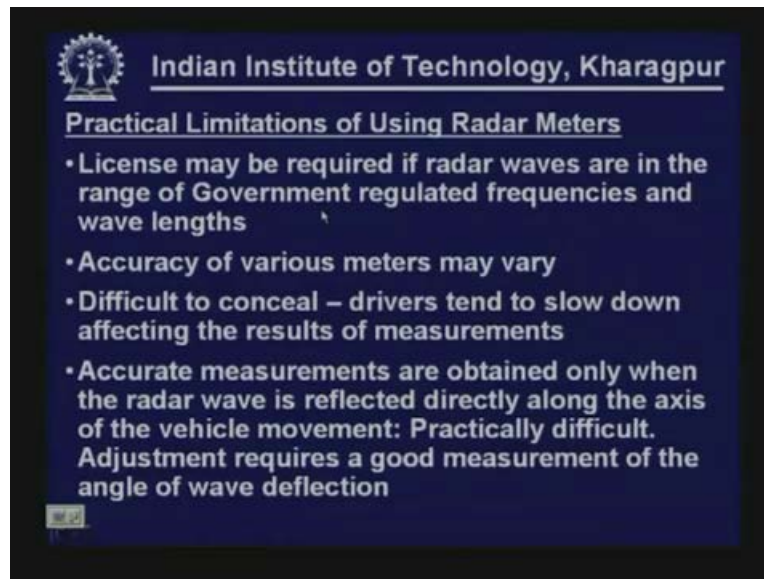 Indian Institute of Technology, Kharagpur
Practical Limitations of Using Radar Meters
•License may be required if radar waves are in the
range of Government regulated frequencies and
wave lengths
•Accuracy of various meters may vary
•Difficult to conceal – drivers tend to slow down
affecting the results of measurements
•Accurate measurements are obtained only when
the radar wave is reflected directly along the axis
of the vehicle movement: Practically difficult.
Adjustment requires a good measurement of the
angle of wave deflection